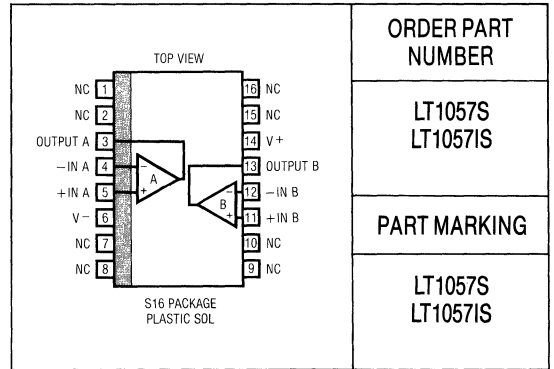 TOP VIEW
NC 1
NC 2
OUTPUT A 3
−IN A 4
+IN A 5
V− 6
NC 7
NC 8
16 NC
15 NC
14 V+
13 OUTPUT B
12 −IN B
11 +IN B
10 NC
9 NC
− A +
− B +
S16 PACKAGE
PLASTIC SOL
ORDER PART
NUMBER
LT1057S
LT1057IS
PART MARKING
LT1057S
LT1057IS